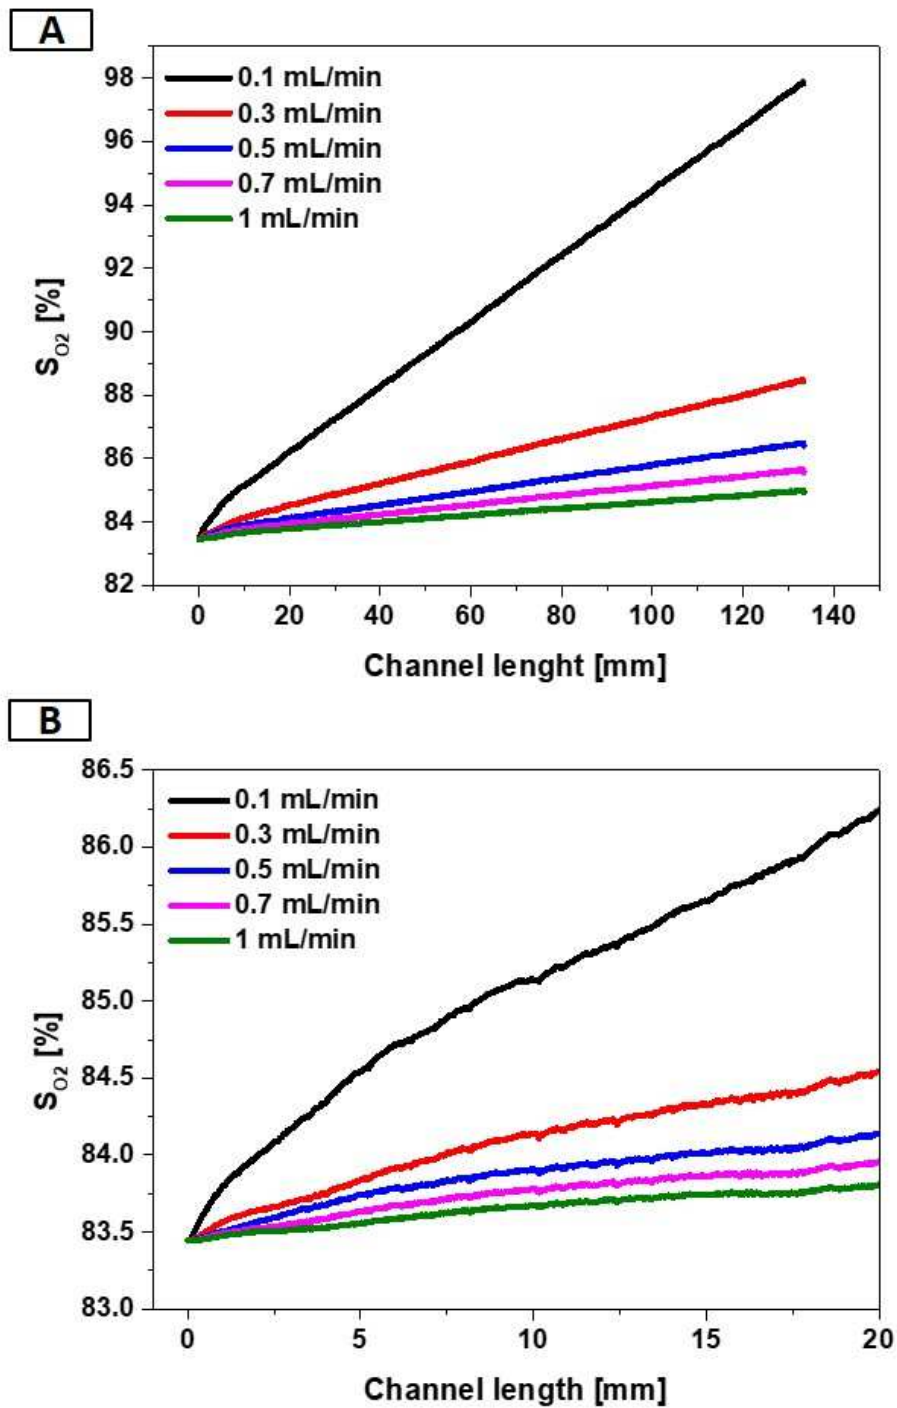 A
98
96
94
92
90
88
86
84
82
S_O2 [%]
0.1 mL/min
0.3 mL/min
0.5 mL/min
0.7 mL/min
1 mL/min
0 20 40 60 80 100 120 140
Channel lenght [mm]
B
86.5
86.0
85.5
85.0
84.5
84.0
83.5
83.0
S_O2 [%]
0.1 mL/min
0.3 mL/min
0.5 mL/min
0.7 mL/min
1 mL/min
0 5 10 15 20
Channel length [mm]